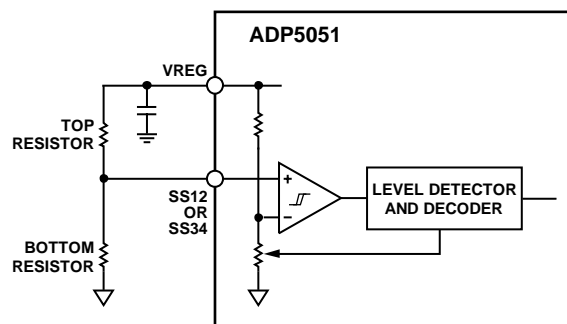 ADP5051
VREG
TOP
RESISTOR
SS12
OR
SS34
+
−
LEVEL DETECTOR
AND DECODER
BOTTOM
RESISTOR